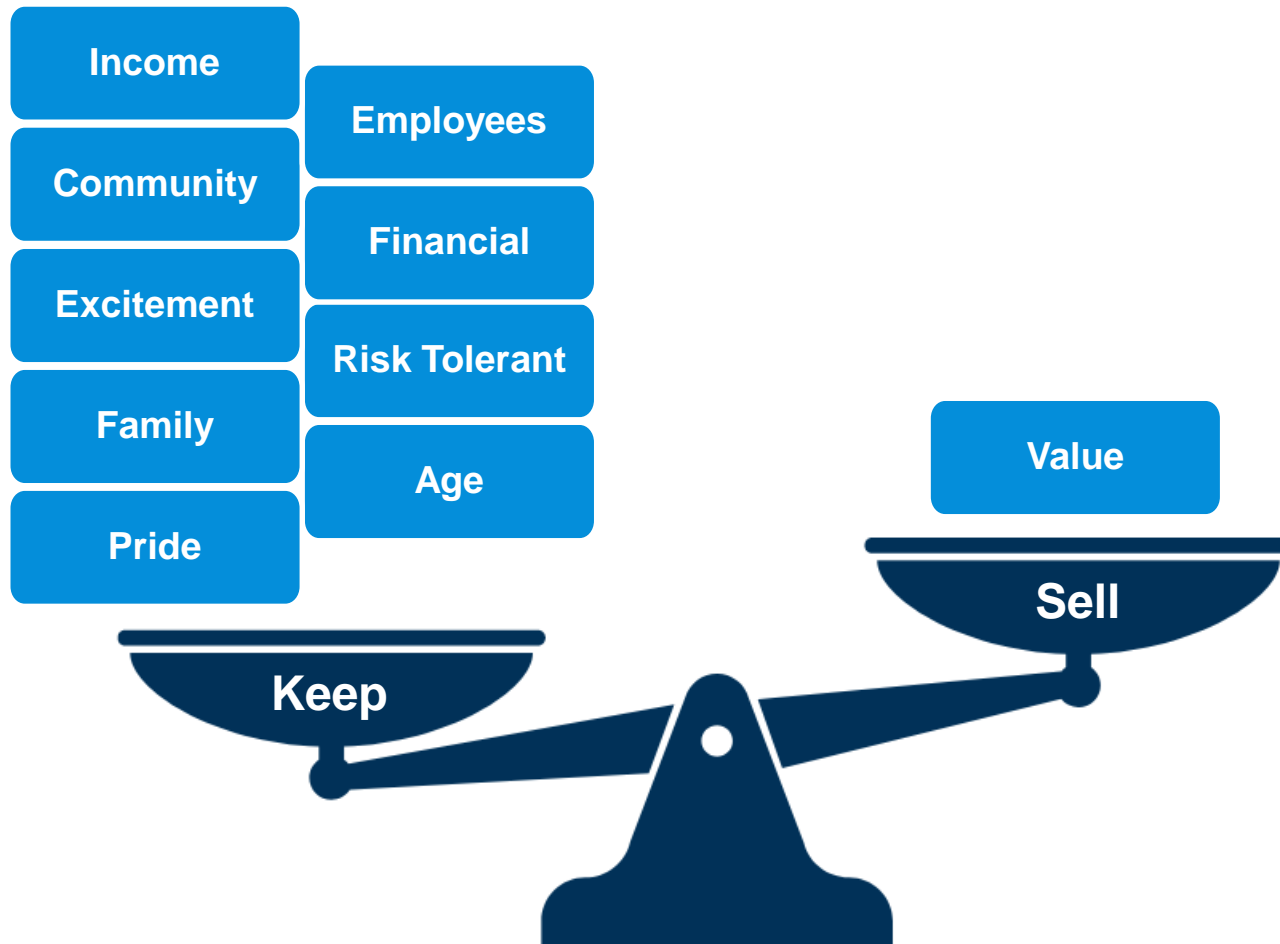 Income
Community
Excitement
Family
Pride
Employees
Financial
Risk Tolerant
Age
Keep
Value
Sell